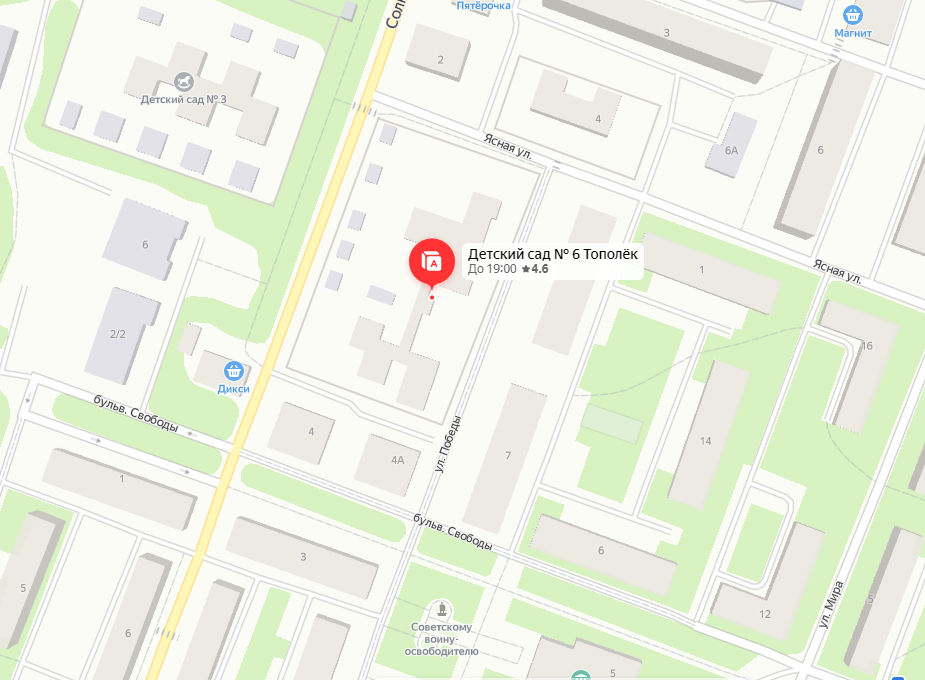 Пятёрочка
Магнит
3
2
Детский сад № 3
4
Ясная ул.
6А
6
6
Детский сад № 6 Тополёк
До 19:00 ★4.6
1
Ясная ул.
2/2
16
Дикси
бульв. Свободы
4
4А
ул. Победы
7
14
1
бульв. Свободы
3
6
5
6
12
ул. Мира
5
Советскому
воину-
освободителю
5